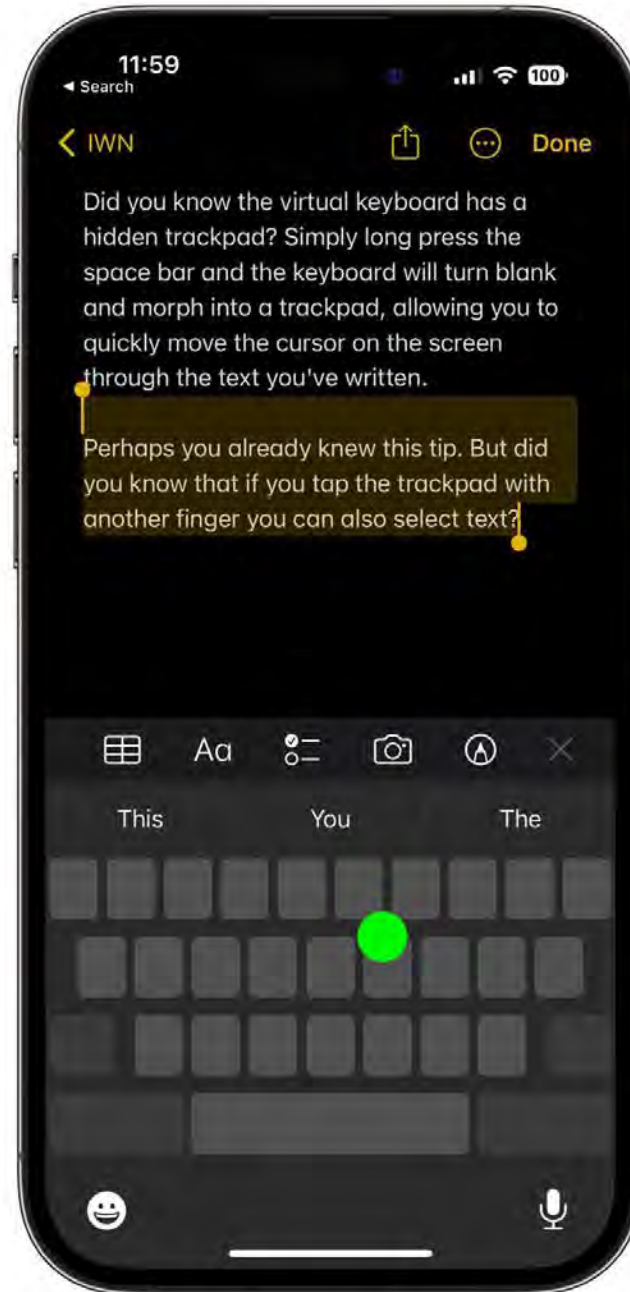 11:59
◄ Search
100
IWN
Done
Did you know the virtual keyboard has a
hidden trackpad? Simply long press the
space bar and the keyboard will turn blank
and morph into a trackpad, allowing you to
quickly move the cursor on the screen
through the text you've written.
Perhaps you already knew this tip. But did
you know that if you tap the trackpad with
another finger you can also select text?
Aa
This You The